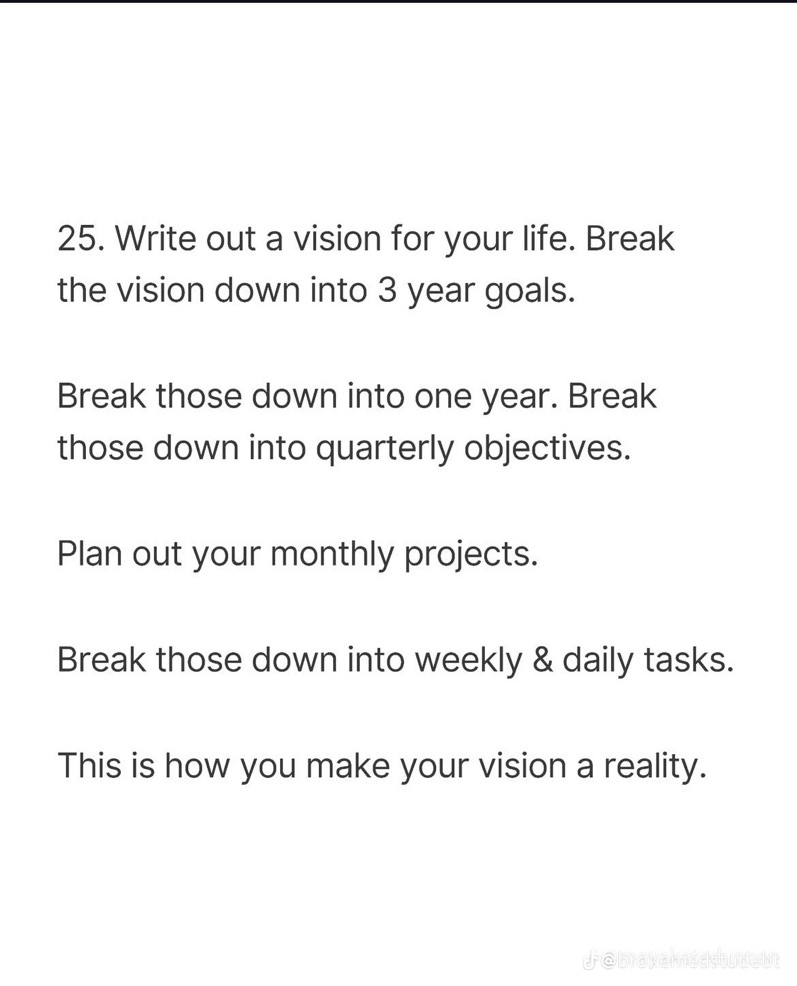 25. Write out a vision for your life. Break
the vision down into 3 year goals.
Break those down into one year. Break
those down into quarterly objectives.
Plan out your monthly projects.
Break those down into weekly & daily tasks.
This is how you make your vision a reality.